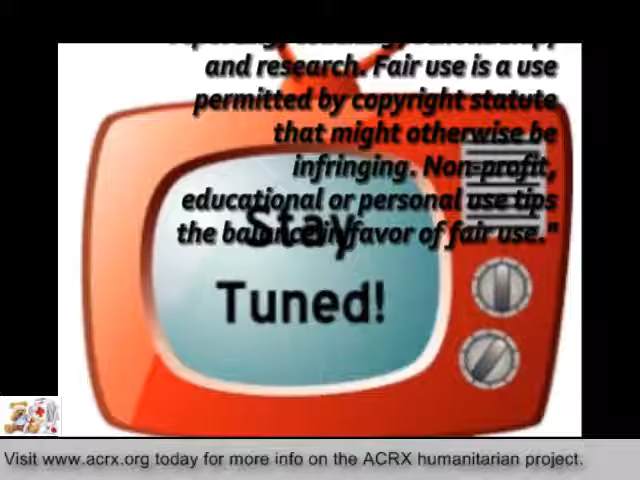 and research. Fair use is a use
permitted by copyright statute
that might otherwise be
infringing. Non-profit,
educational or personal use tips
the balance in favor of fair use."
Stay
Tuned!
Visit www.acrx.org today for more info on the ACRX humanitarian project.